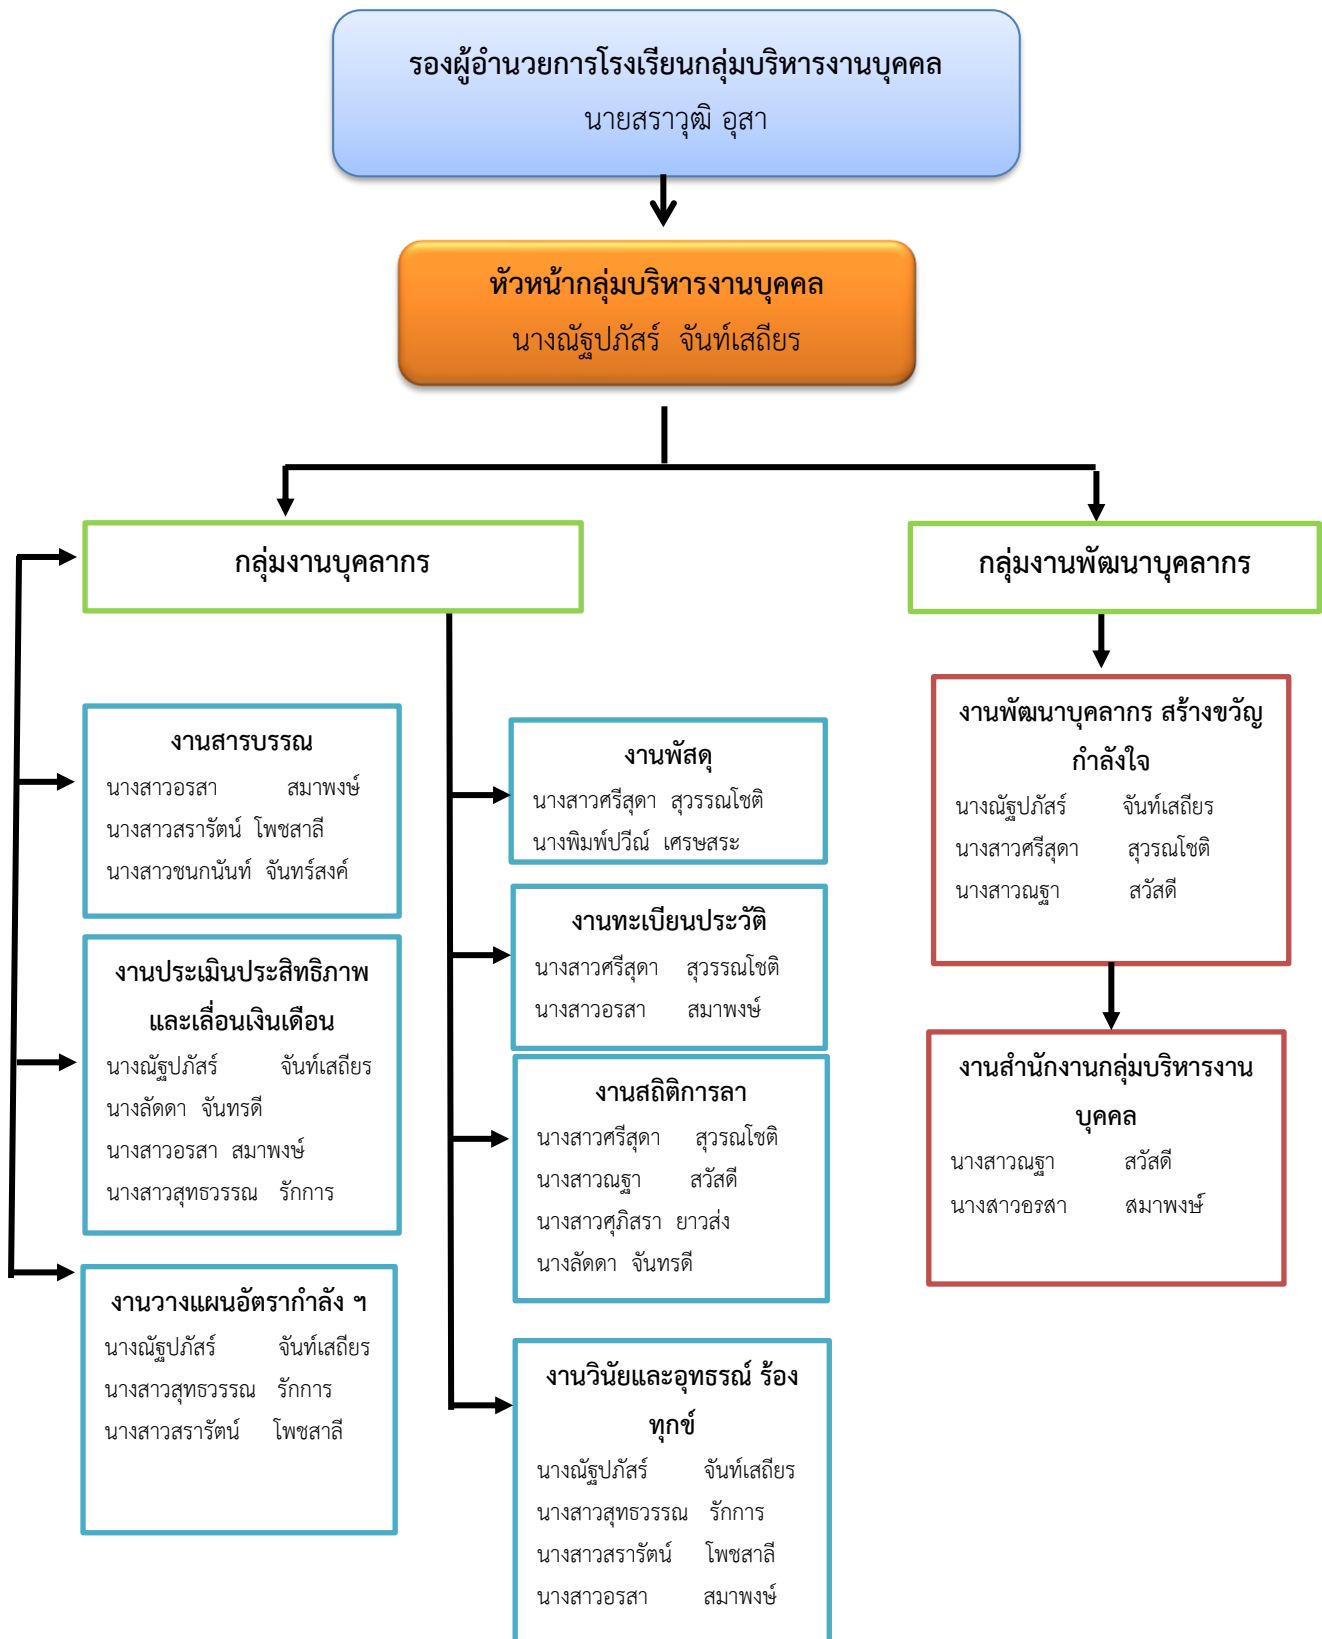 รองผู้อำนวยการโรงเรียนกลุ่มบริหารงานบุคคล
นายสราวุฒิ อุสา
หัวหน้ากลุ่มบริหารงานบุคคล
นางณัฐปภัสร์ จันท์เสถียร
กลุ่มงานบุคลากร
งานสารบรรณ
นางสาวอรสา สมาพงษ์
นางสาวสรารัตน์ โพชสาลี
นางสาวชนกนันท์ จันทร์สงค์
งานประเมินประสิทธิภาพ
และเลื่อนเงินเดือน
นางณัฐปภัสร์ จันท์เสถียร
นางลัดดา จันทรดี
นางสาวอรสา สมาพงษ์
นางสาวสุทธวรรณ รักการ
งานวางแผนอัตรากำลัง ฯ
นางณัฐปภัสร์ จันท์เสถียร
นางสาวสุทธวรรณ รักการ
นางสาวสรารัตน์ โพชสาลี
งานพัสดุ
นางสาวศรีสุดา สุวรรณโชติ
นางพิมพ์ปวีณ์ เศรษสระ
งานทะเบียนประวัติ
นางสาวศรีสุดา สุวรรณโชติ
นางสาวอรสา สมาพงษ์
งานสถิติการลา
นางสาวศรีสุดา สุวรณโชติ
นางสาวณฐา สวัสดี
นางสาวศุภิสรา ยาวส่ง
นางลัดดา จันทรดี
งานวินัยและอุทธรณ์ ร้อง
ทุกข์
นางณัฐปภัสร์ จันท์เสถียร
นางสาวสุทธวรรณ รักการ
นางสาวสรารัตน์ โพชสาลี
นางสาวอรสา สมาพงษ์
กลุ่มงานพัฒนาบุคลากร
งานพัฒนาบุคลากร สร้างขวัญ
กำลังใจ
นางณัฐปภัสร์ จันท์เสถียร
นางสาวศรีสุดา สุวรณโชติ
นางสาวณฐา สวัสดี
งานสำนักงานกลุ่มบริหารงาน
บุคคล
นางสาวณฐา สวัสดี
นางสาวอรสา สมาพงษ์